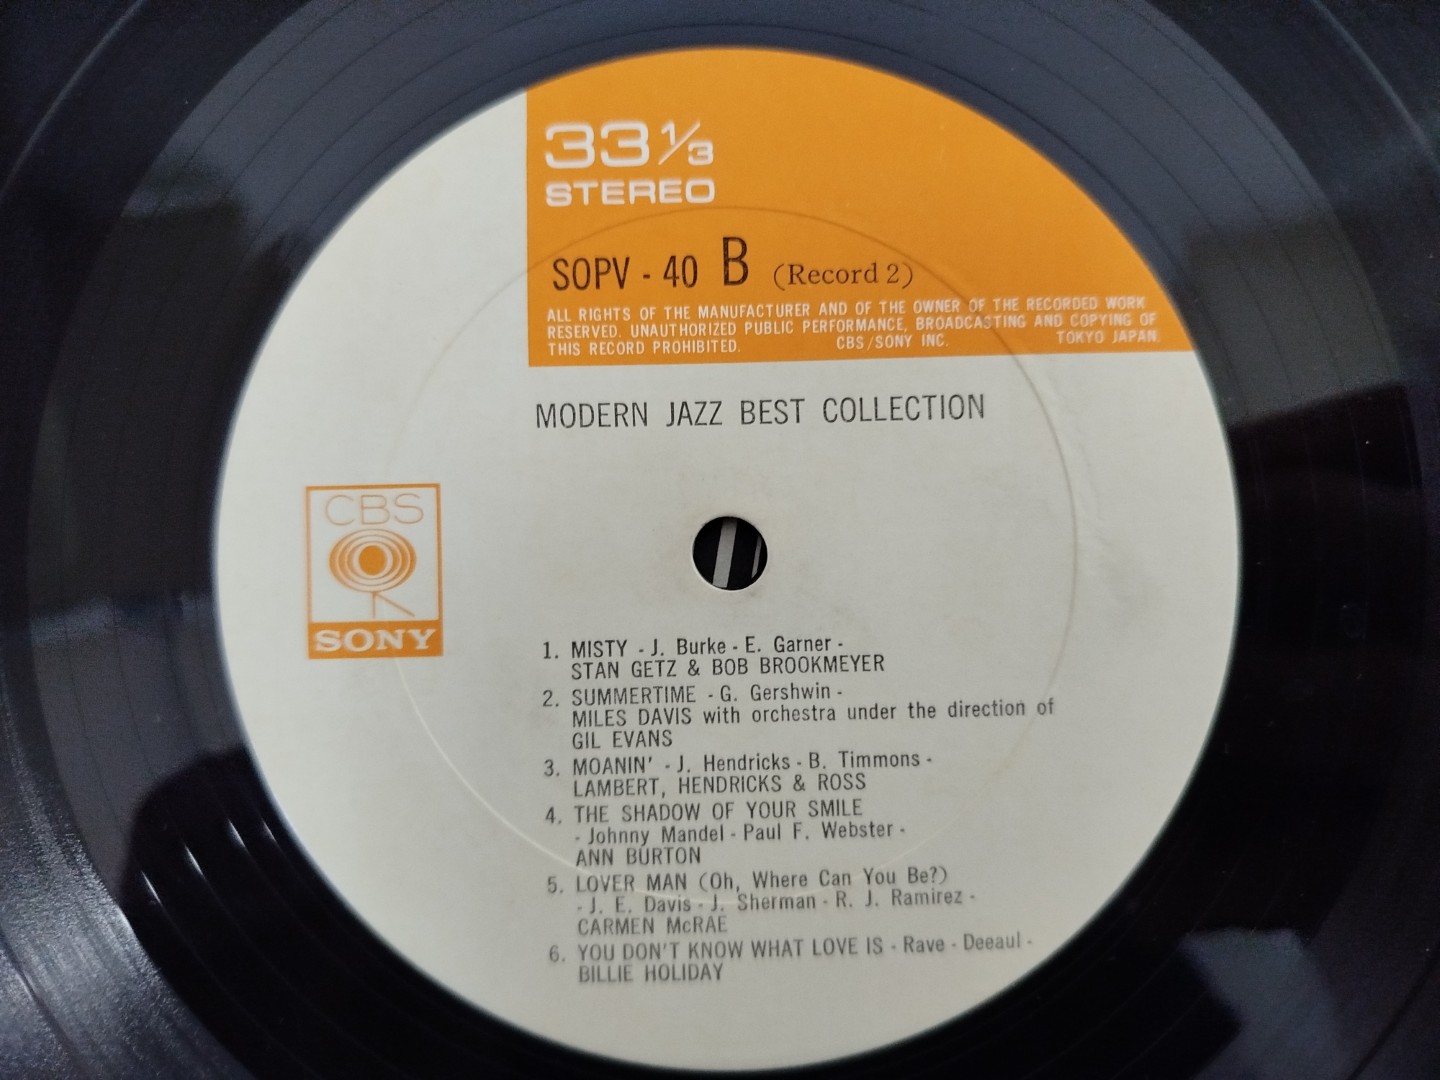 33 1/3
STEREO
SOPV - 40 B (Record 2)
ALL RIGHTS OF THE MANUFACTURER AND OF THE OWNER OF THE RECORDED WORK
RESERVED. UNAUTHORIZED PUBLIC PERFORMANCE, BROADCASTING AND COPYING OF
THIS RECORD PROHIBITED. CBS/SONY INC. TOKYO JAPAN.
MODERN JAZZ BEST COLLECTION
CBS
SONY
1. MISTY - J. Burke - E. Garner -
STAN GETZ & BOB BROOKMEYER
2. SUMMERTIME - G. Gershwin -
MILES DAVIS with orchestra under the direction of
GIL EVANS
3. MOANIN' - J. Hendricks - B. Timmons -
LAMBERT, HENDRICKS & ROSS
4. THE SHADOW OF YOUR SMILE
- Johnny Mandel - Paul F. Webster -
ANN BURTON
5. LOVER MAN (Oh, Where Can You Be?)
- J. E. Davis - J. Sherman - R. J. Ramirez -
CARMEN McRAE
6. YOU DON'T KNOW WHAT LOVE IS - Rave - Deeaul -
BILLIE HOLIDAY